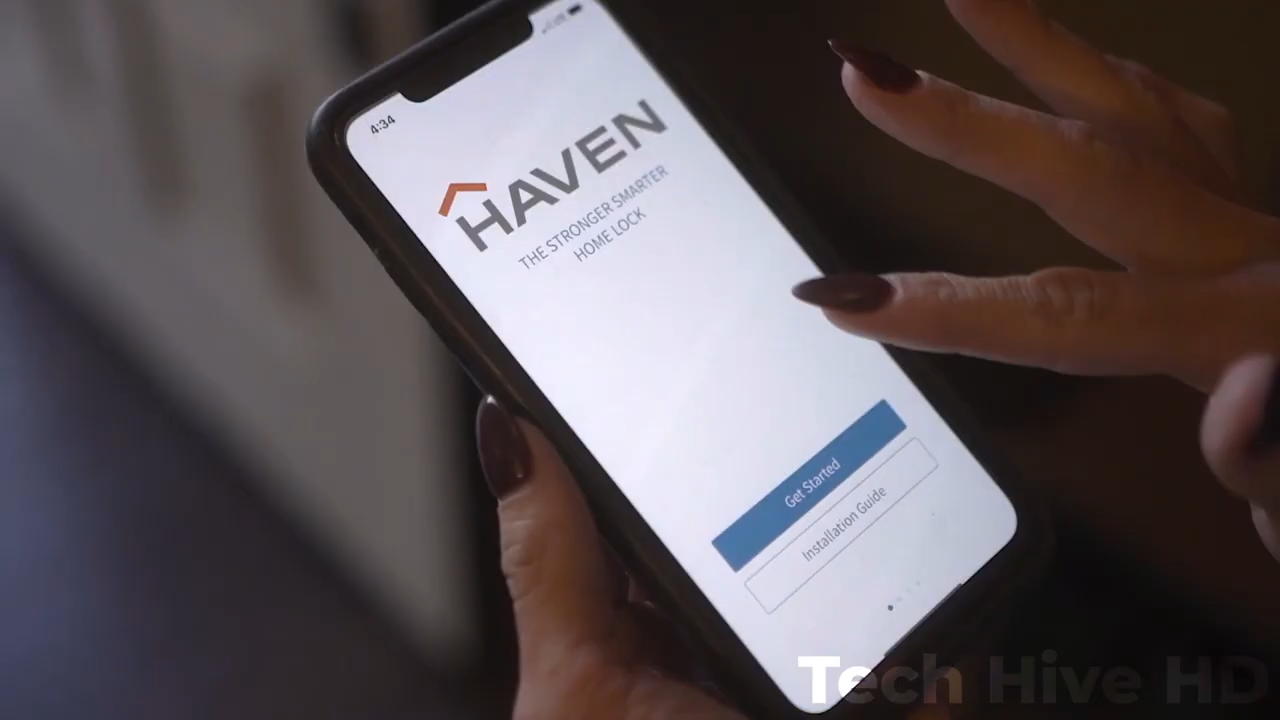 4:34
HAVEN
THE STRONGER SMARTER
HOME LOCK
Get Started
Installation Guide
Tech Hive HD